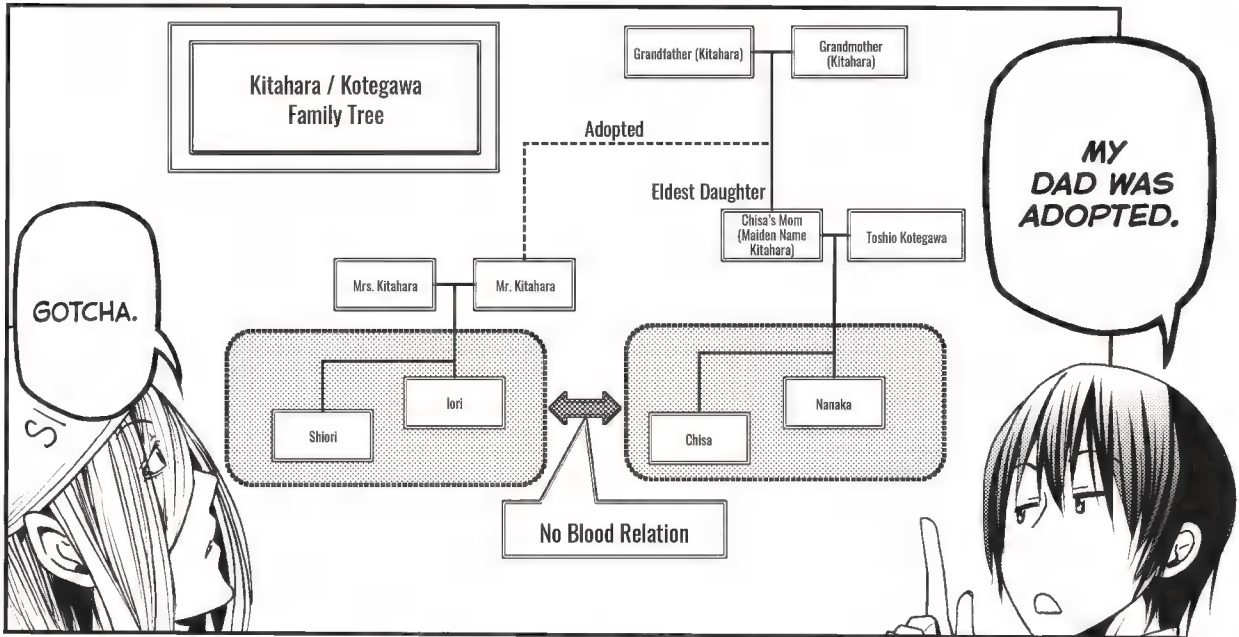 Kitahara / Kotegawa
Family Tree
Grandfather (Kitahara)
Grandmother
(Kitahara)
MY
DAD WAS
ADOPTED.
Adopted
Eldest Daughter
Chisa's Mom
(Maiden Name
Kitahara)
Toshio Kotegawa
Mrs. Kitahara
Mr. Kitahara
GOTCHA.
Iori
Shiori
Nanaka
Chisa
No Blood Relation